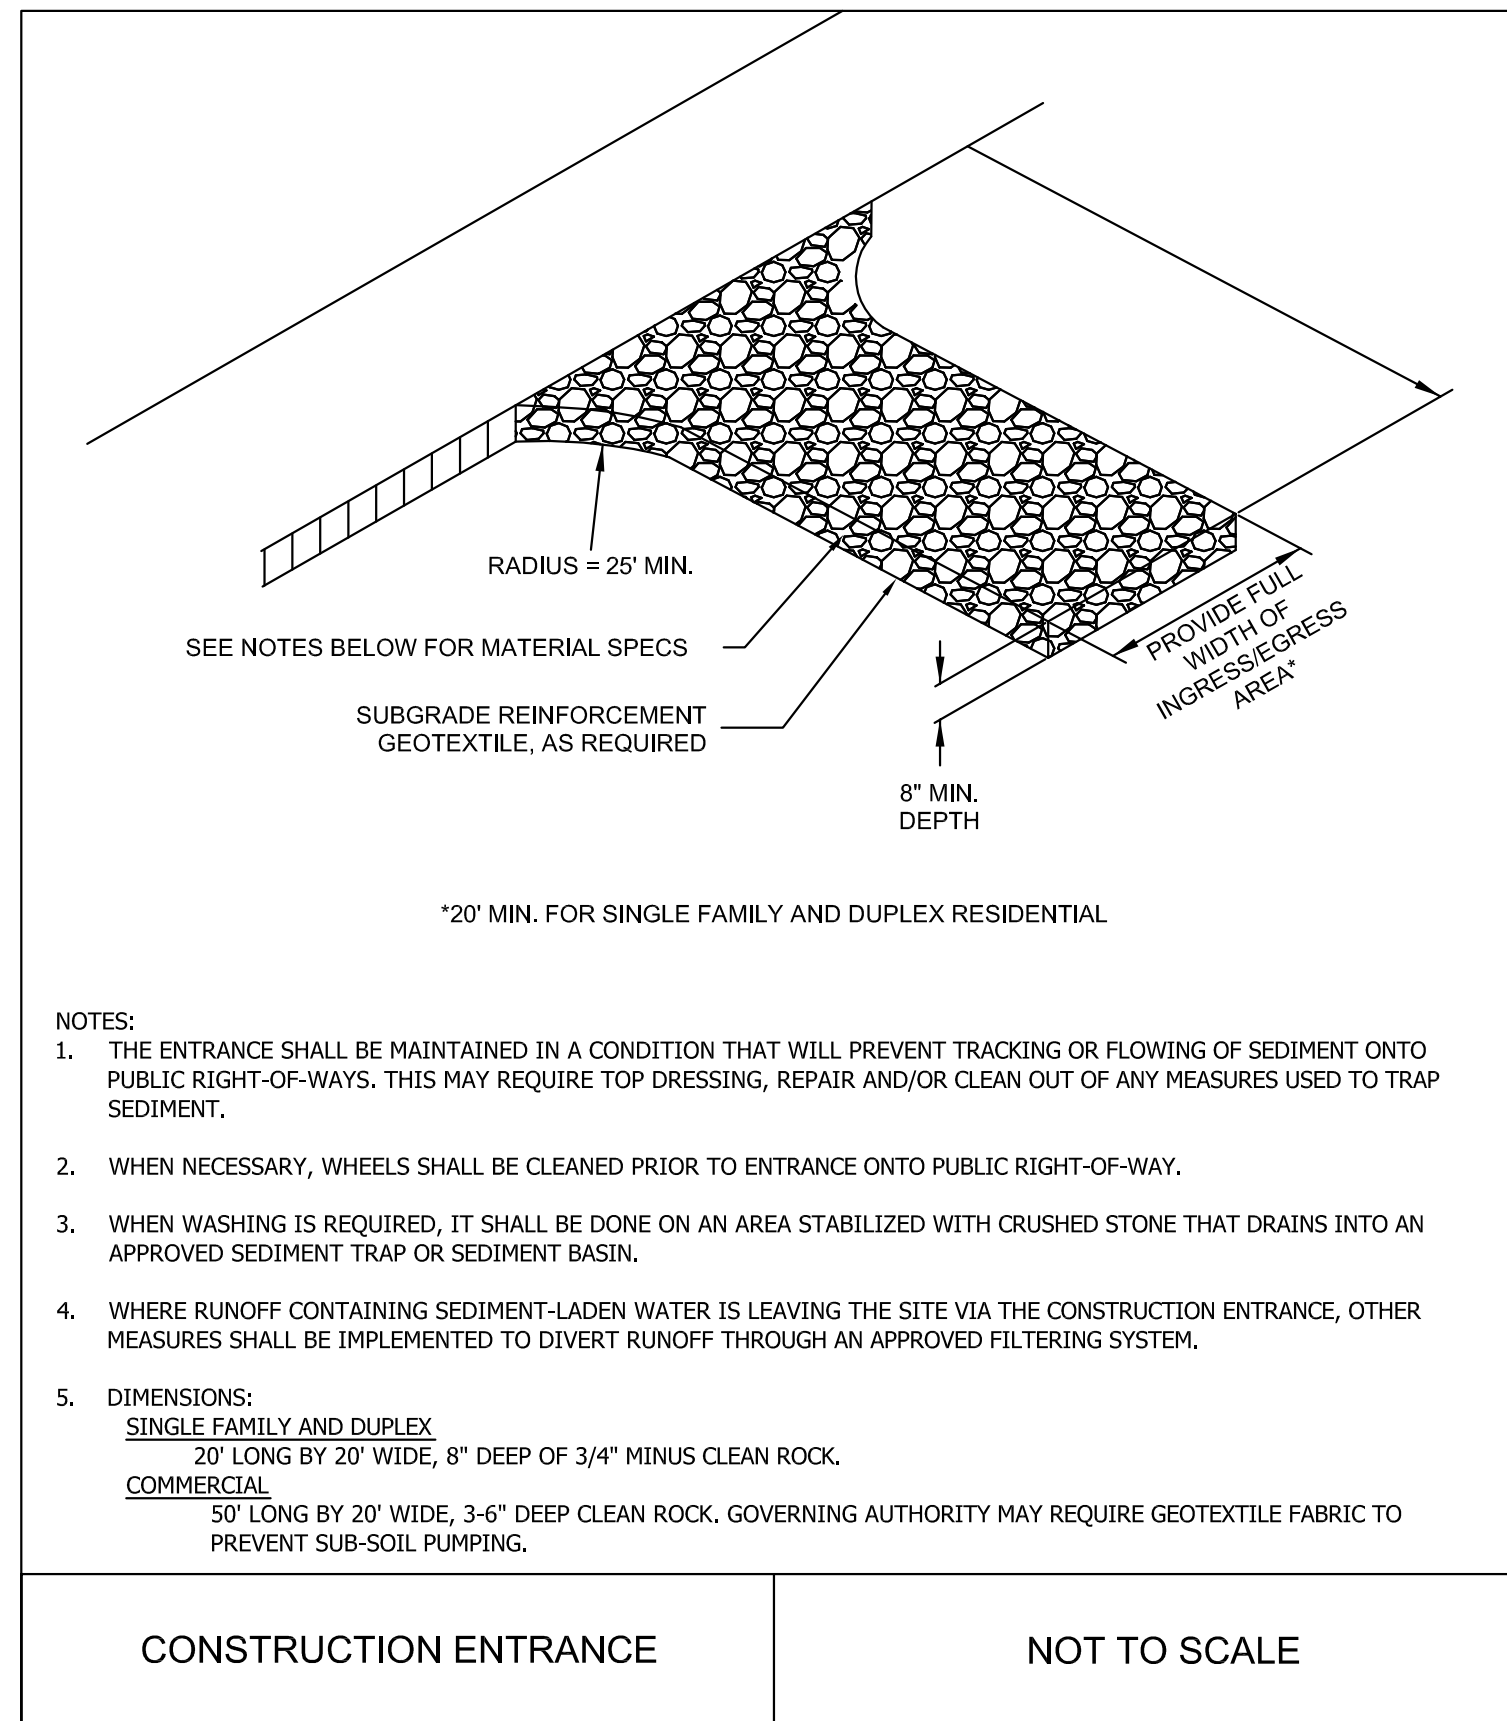 RADIUS = 25' MIN.
SEE NOTES BELOW FOR MATERIAL SPECS
SUBGRADE REINFORCEMENT
GEOTEXTILE, AS REQUIRED
PROVIDE FULL
WIDTH OF
INGRESS/EGRESS
AREA*
8" MIN.
DEPTH
*20' MIN. FOR SINGLE FAMILY AND DUPLEX RESIDENTIAL
NOTES:
1. THE ENTRANCE SHALL BE MAINTAINED IN A CONDITION THAT WILL PREVENT TRACKING OR FLOWING OF SEDIMENT ONTO
PUBLIC RIGHT-OF-WAYS. THIS MAY REQUIRE TOP DRESSING, REPAIR AND/OR CLEAN OUT OF ANY MEASURES USED TO TRAP
SEDIMENT.
2. WHEN NECESSARY, WHEELS SHALL BE CLEANED PRIOR TO ENTRANCE ONTO PUBLIC RIGHT-OF-WAY.
3. WHEN WASHING IS REQUIRED, IT SHALL BE DONE ON AN AREA STABILIZED WITH CRUSHED STONE THAT DRAINS INTO AN
APPROVED SEDIMENT TRAP OR SEDIMENT BASIN.
4. WHERE RUNOFF CONTAINING SEDIMENT-LADEN WATER IS LEAVING THE SITE VIA THE CONSTRUCTION ENTRANCE, OTHER
MEASURES SHALL BE IMPLEMENTED TO DIVERT RUNOFF THROUGH AN APPROVED FILTERING SYSTEM.
5. DIMENSIONS:
SINGLE FAMILY AND DUPLEX
20' LONG BY 20' WIDE, 8" DEEP OF 3/4" MINUS CLEAN ROCK.
COMMERCIAL
50' LONG BY 20' WIDE, 3-6" DEEP CLEAN ROCK. GOVERNING AUTHORITY MAY REQUIRE GEOTEXTILE FABRIC TO
PREVENT SUB-SOIL PUMPING.
CONSTRUCTION ENTRANCE
NOT TO SCALE